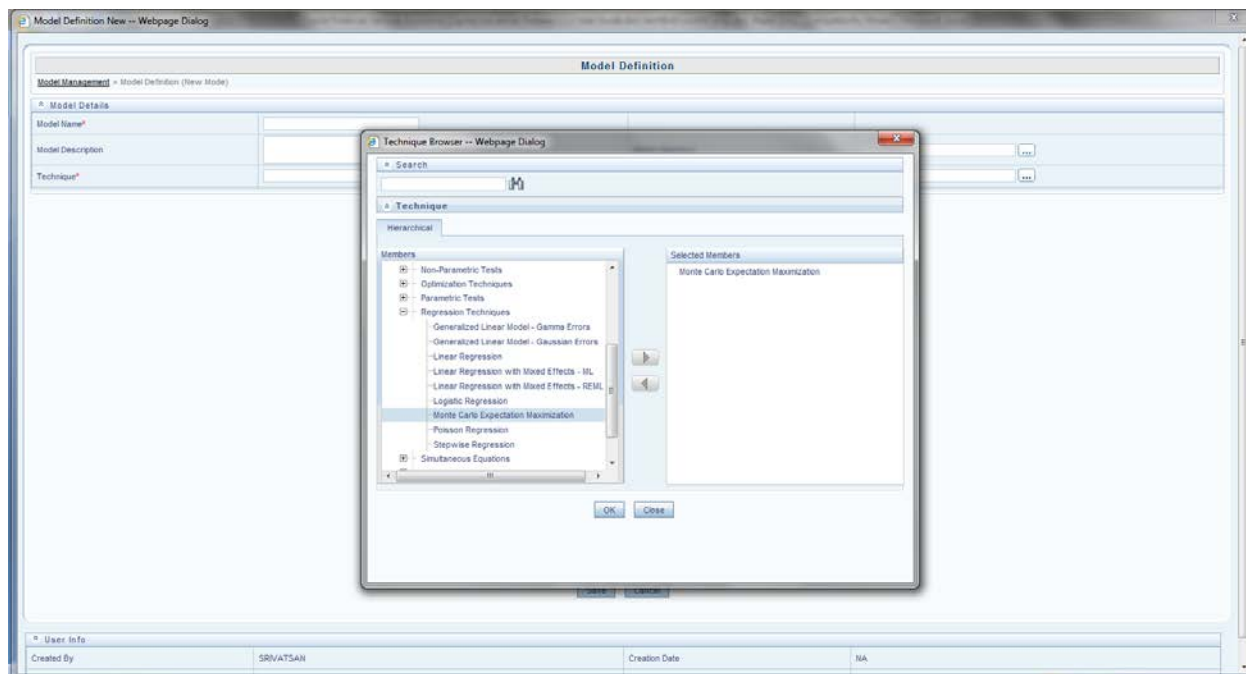 Model Definition New -- Webpage Dialog
Model Definition
Model Management » Model Definition (New Mode)
Model Details
Model Name*
Model Description
Technique*
Technique Browser -- Webpage Dialog
Search
Technique
Hierarchical
Members
Non-Parametric Tests
Optimization Techniques
Parametric Tests
Regression Techniques
Generalized Linear Model - Gamma Errors
Generalized Linear Model - Gaussian Errors
Linear Regression
Linear Regression with Mixed Effects - ML
Linear Regression with Mixed Effects - REML
Logistic Regression
Monte Carlo Expectation Maximization
Poisson Regression
Stepwise Regression
Simultaneous Equations
Selected Members
Monte Carlo Expectation Maximization
OK
Close
Save
Cancel
User Info
Created By
SRIVATSAN
Creation Date
NA